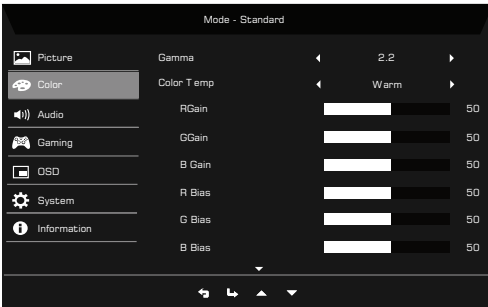 Mode - Standard
Picture
Gamma 2.2
Color
Color Temp Warm
Audio
RGain 50
Gaming
GGain 50
OSD
B Gain 50
System
R Bias 50
Information
G Bias 50
B Bias 50